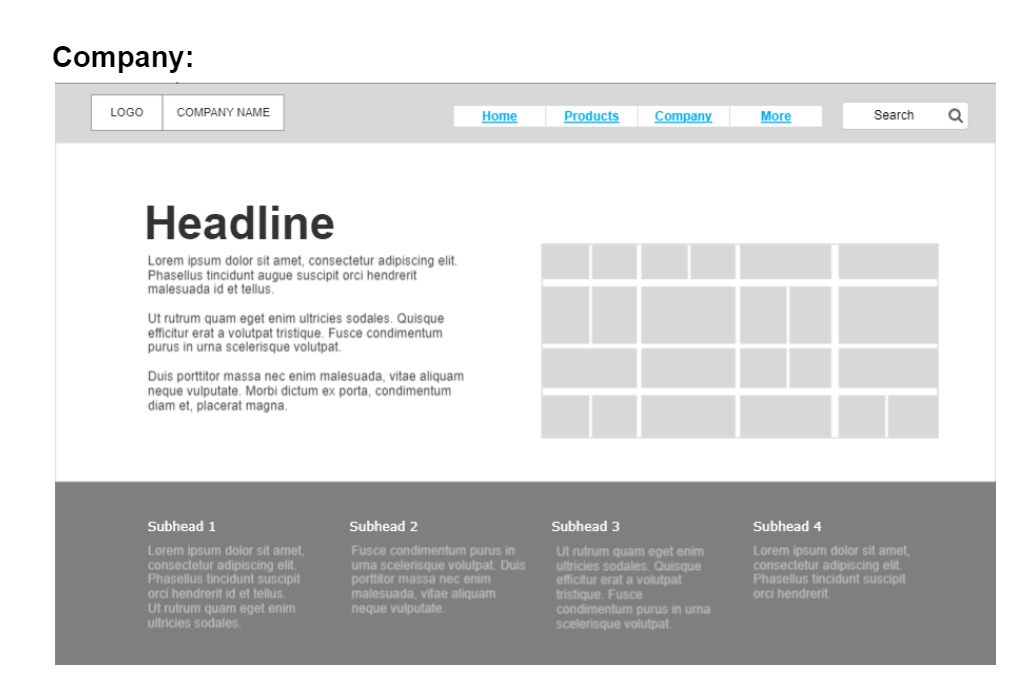 Company:
LOGO
COMPANY NAME
Home
Products
Company
More
Search
Headline
Lorem ipsum dolor sit amet, consectetur adipiscing elit.
Phasellus tincidunt augue suscipit orci hendrerit
malesuada id et tellus.
Ut rutrum quam eget enim ultricies sodales. Quisque
efficitur erat a volutpat tristique. Fusce condimentum
purus in urna scelerisque volutpat.
Duis porttitor massa nec enim malesuada, vitae aliquam
neque vulputate. Morbi dictum ex porta, condimentum
diam et, placerat magna.
Subhead 1
Lorem ipsum dolor sit amet,
consectetur adipiscing elit.
Phasellus tincidunt suscipit
orci hendrerit id et tellus.
Ut rutrum quam eget enim
ultricies sodales.
Subhead 2
Fusce condimentum purus in
urna scelerisque volutpat. Duis
porttitor massa nec enim
malesuada, vitae aliquam
neque vulputate.
Subhead 3
Ut rutrum quam eget enim
ultricies sodales. Quisque
efficitur erat a volutpat
tristique. Fusce
condimentum purus in urna
scelerisque volutpat.
Subhead 4
Lorem ipsum dolor sit amet,
consectetur adipiscing elit.
Phasellus tincidunt suscipit
orci hendrerit.